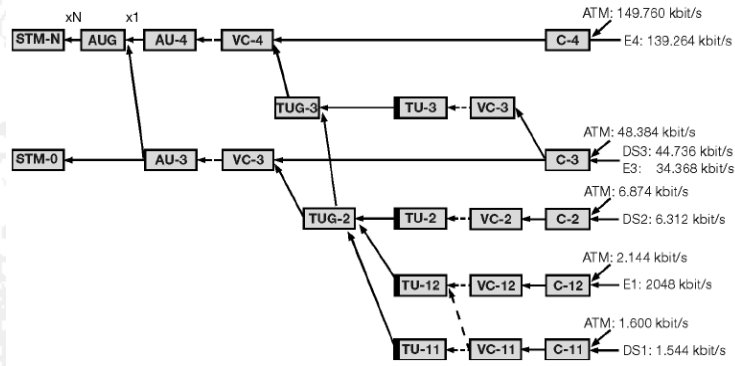 xN x1
ATM: 149.760 kbit/s
STM-N AUG AU-4 VC-4 C-4 E4: 139.264 kbit/s
TUG-3 TU-3 VC-3
ATM: 48.384 kbit/s
DS3: 44.736 kbit/s
STM-0 AU-3 VC-3 C-3
E3: 34.368 kbit/s
ATM: 6.874 kbit/s
TUG-2 TU-2 VC-2 C-2 DS2: 6.312 kbit/s
ATM: 2.144 kbit/s
TU-12 VC-12 C-12 E1: 2048 kbit/s
ATM: 1.600 kbit/s
TU-11 VC-11 C-11 DS1: 1.544 kbit/s